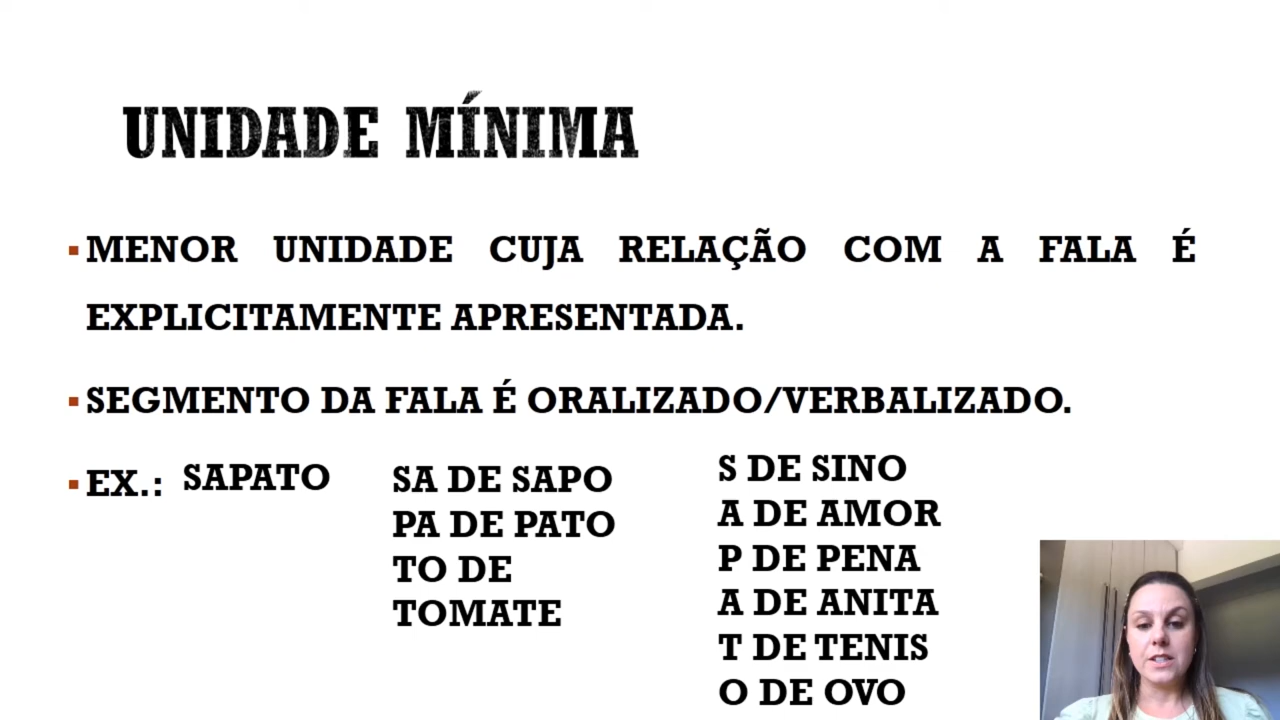 UNIDADE MÍNIMA
▪ MENOR UNIDADE CUJA RELAÇÃO COM A FALA É
EXPLICITAMENTE APRESENTADA.
▪ SEGMENTO DA FALA É ORALIZADO/VERBALIZADO.
▪ EX.: SAPATO
SA DE SAPO
PA DE PATO
TO DE
TOMATE
S DE SINO
A DE AMOR
P DE PENA
A DE ANITA
T DE TENIS
O DE OVO